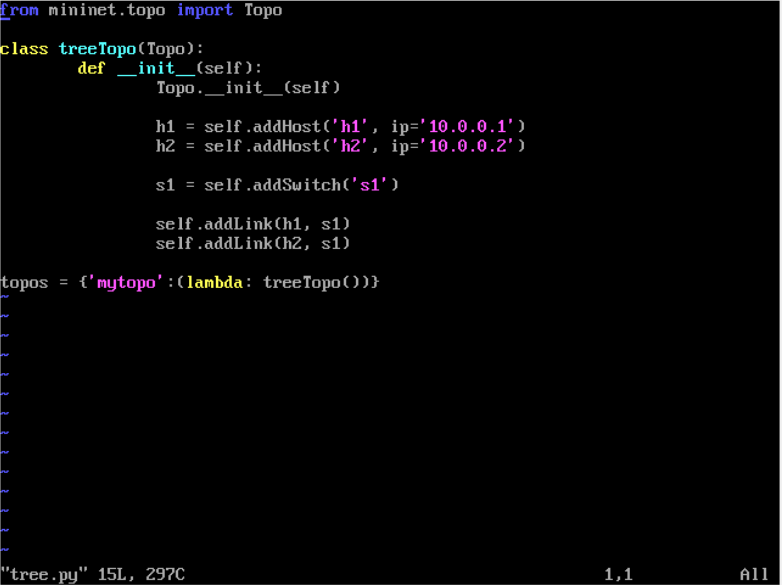 from mininet.topo import Topo

class treeTopo(Topo):
        def __init__(self):
                Topo.__init__(self)

                h1 = self.addHost('h1', ip='10.0.0.1')
                h2 = self.addHost('h2', ip='10.0.0.2')

                s1 = self.addSwitch('s1')

                self.addLink(h1, s1)
                self.addLink(h2, s1)

topos = {'mytopo':(lambda: treeTopo())}
~
~
~
~
~
~
~
~
~
~
~
~
~
~
"tree.py" 15L, 297C 1,1 All